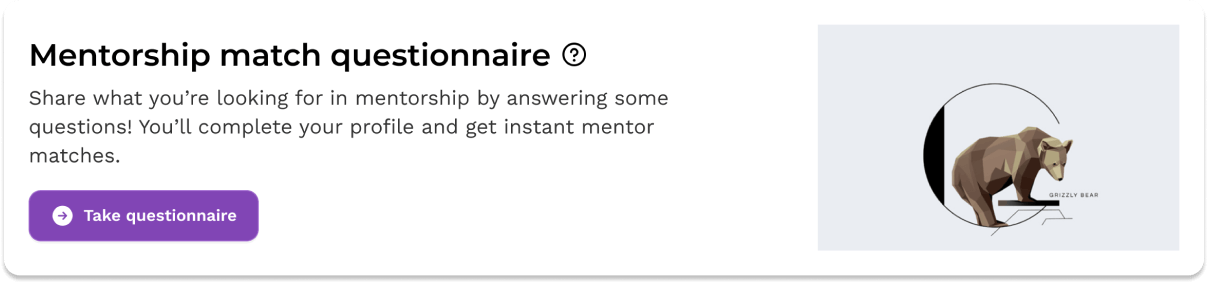 Mentorship match questionnaire
Share what you’re looking for in mentorship by answering some
questions! You’ll complete your profile and get instant mentor
matches.
Take questionnaire
GRIZZLY BEAR